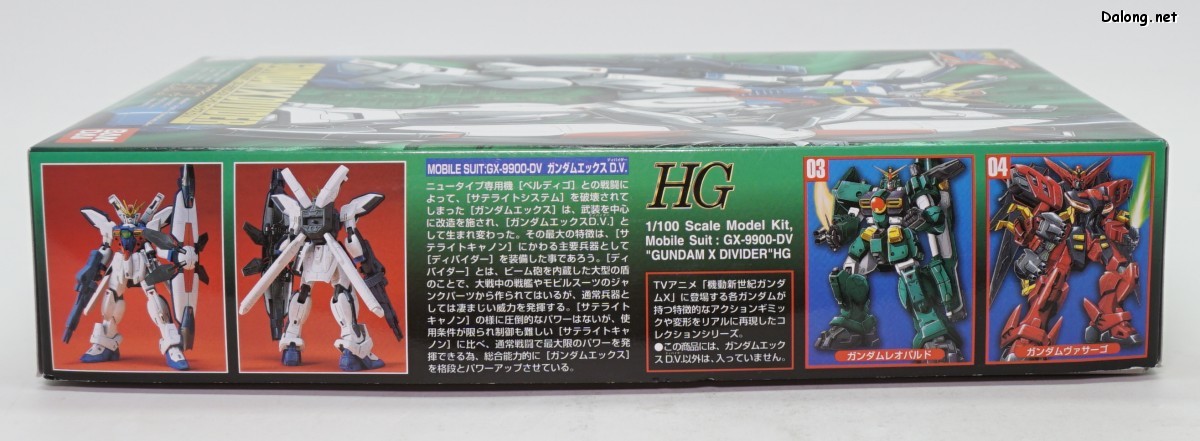 Dalong.net
BANDAI
MOBILE SUIT:GX-9900-DV ガンダムエックス D.V.
ディバイダー
ニュータイプ専用機［ベルティゴ］との戦闘に
よって、［サテライトシステム］を破壊されて
しまった［ガンダムエックス］は、武装を中心
に改造を施され、［ガンダムエックスD.V.］と
して生まれ変わった。その最大の特徴は、［サ
テライトキャノン］にかわる主要兵器として
［ディバイダー］を装備した事であろう。［ディ
バイダー］とは、ビーム砲を内蔵した大型の盾
のことで、大戦中の戦艦やモビルスーツのジャ
ンクパーツから作られてはいるが、通常兵器と
しては凄まじい威力を発揮する。［サテライト
キャノン］の様に圧倒的なパワーはないが、使
用条件が限られ制御も難しい［サテライトキャ
ノン］に比べ、通常戦闘で最大限のパワーを発
揮できる為、総合能力的に［ガンダムエックス］
を格段とパワーアップさせている。
HG
1/100 Scale Model Kit,
Mobile Suit : GX-9900-DV
"GUNDAM X DIVIDER"HG
TVアニメ「機動新世紀ガンダ
ムX」に登場する各ガンダムが
持つ特徴的なアクションギミッ
クや変形をリアルに再現したコ
レクションシリーズ。
●この商品には、ガンダムエック
スD.V.以外は、入っていません。
03
ガンダムレオパルド
04
ガンダムヴァサーゴ